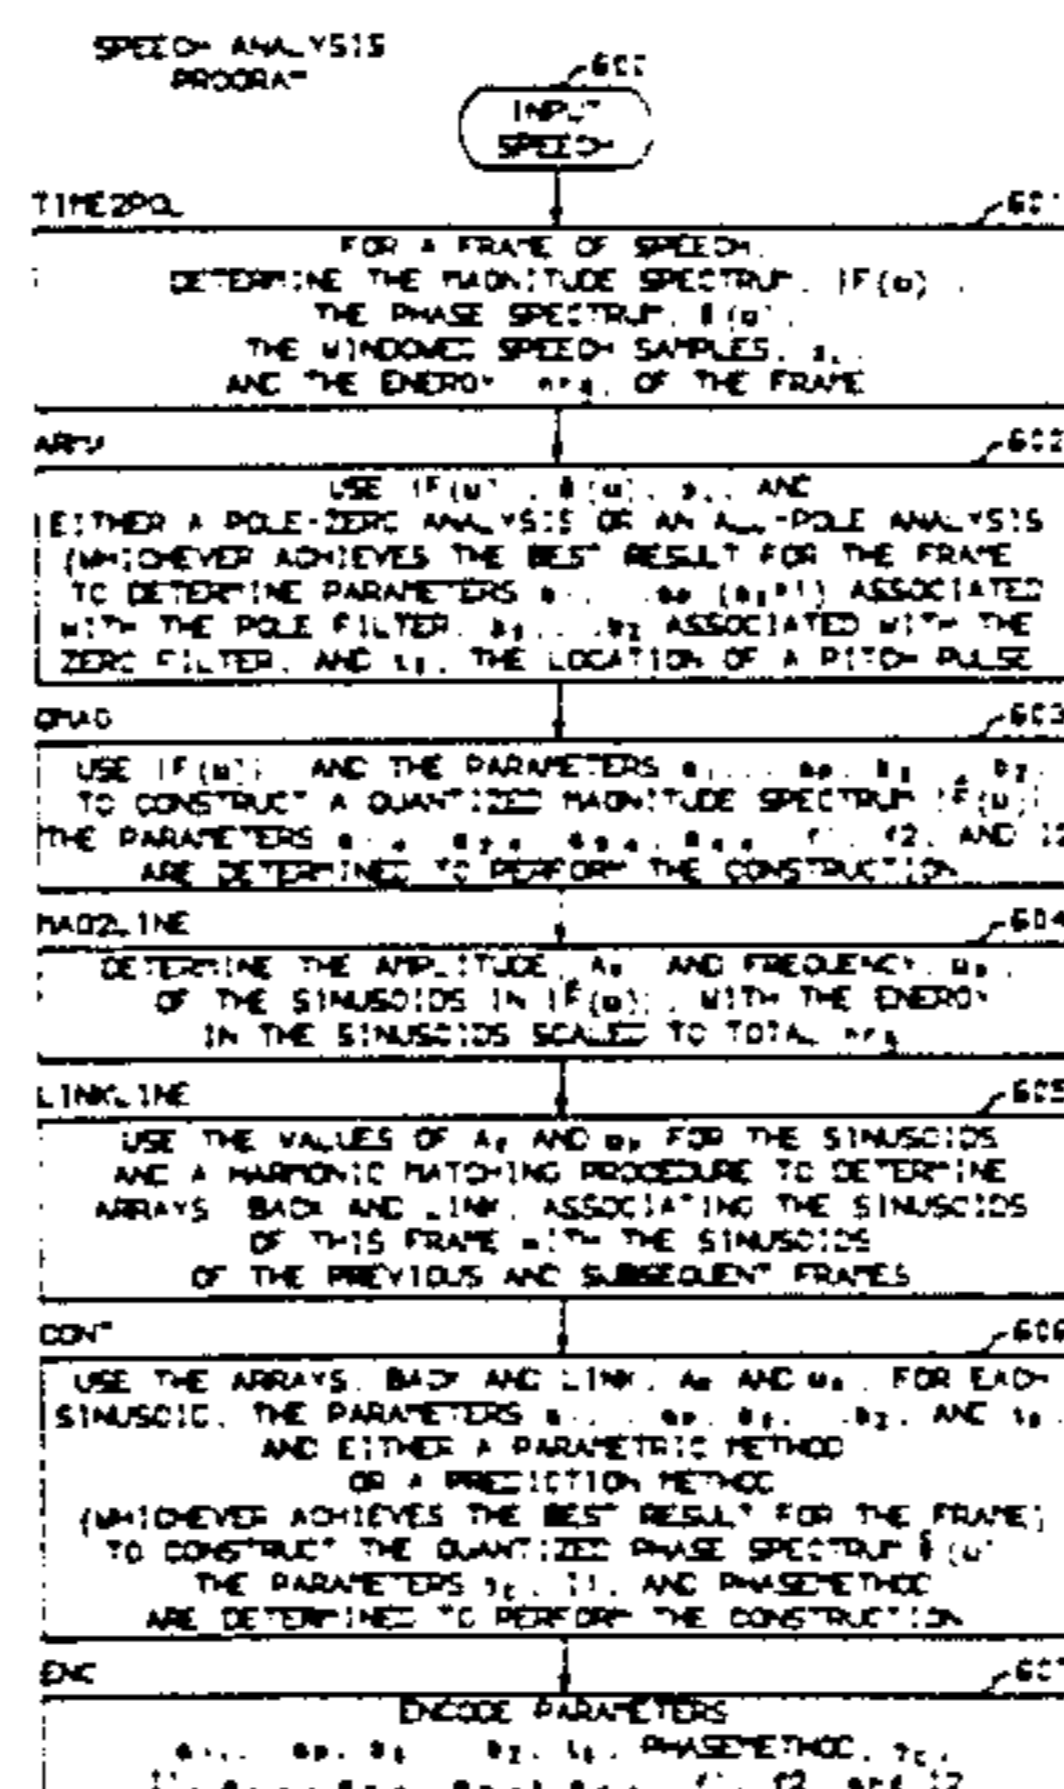 SPEECH ANALYSIS
PROGRAM
600
INPUT
SPEECH
TIME2POL
601
FOR A FRAME OF SPEECH,
DETERMINE THE MAGNITUDE SPECTRUM,
THE PHASE SPECTRUM,
THE WINDOWED SPEECH SAMPLES,
AND THE ENERGY, nrg, OF THE FRAME
ARMA
602
USE AND
EITHER A POLE-ZERO ANALYSIS OR AN ALL-POLE ANALYSIS
(WHICHEVER ACHIEVES THE BEST RESULT FOR THE FRAME
TO DETERMINE PARAMETERS ASSOCIATED
WITH THE POLE FILTER, ASSOCIATED WITH THE
ZERO FILTER, AND THE LOCATION OF A PITCH PULSE
QMAG
603
USE AND THE PARAMETERS
TO CONSTRUCT A QUANTIZED MAGNITUDE SPECTRUM
THE PARAMETERS f2, AND I2
ARE DETERMINED TO PERFORM THE CONSTRUCTION
MAG2LINE
604
DETERMINE THE AMPLITUDE, AND FREQUENCY,
OF THE SINUSOIDS IN WITH THE ENERGY
IN THE SINUSOIDS SCALED TO TOTAL nrg
LINKLINE
605
USE THE VALUES OF AND FOR THE SINUSOIDS
AND A HARMONIC MATCHING PROCEDURE TO DETERMINE
ARRAYS BACK AND LINK, ASSOCIATING THE SINUSOIDS
OF THIS FRAME WITH THE SINUSOIDS
OF THE PREVIOUS AND SUBSEQUENT FRAMES
CONT
606
USE THE ARRAYS, BACK AND LINK, AND FOR EACH
SINUSOID, THE PARAMETERS AND
AND EITHER A PARAMETRIC METHOD
OR A PREDICTION METHOD
(WHICHEVER ACHIEVES THE BEST RESULT FOR THE FRAME)
TO CONSTRUCT THE QUANTIZED PHASE SPECTRUM
THE PARAMETERS AND PHASEMETHOD
ARE DETERMINED TO PERFORM THE CONSTRUCTION
ENC
607
ENCODE PARAMETERS
PHASEMETHOD,
f2, and I2